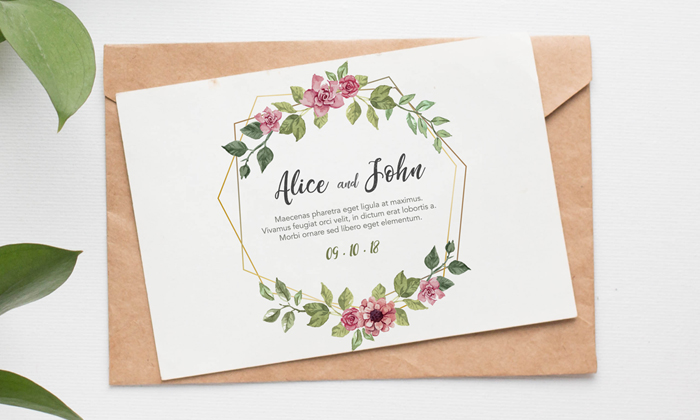 Alice and John
Maecenas pharetra eget ligula at maximus.
Vivamus feugiat orci velit, in dictum erat lobortis a.
Morbi ornare sed libero eget elementum.
09 · 10 · 18